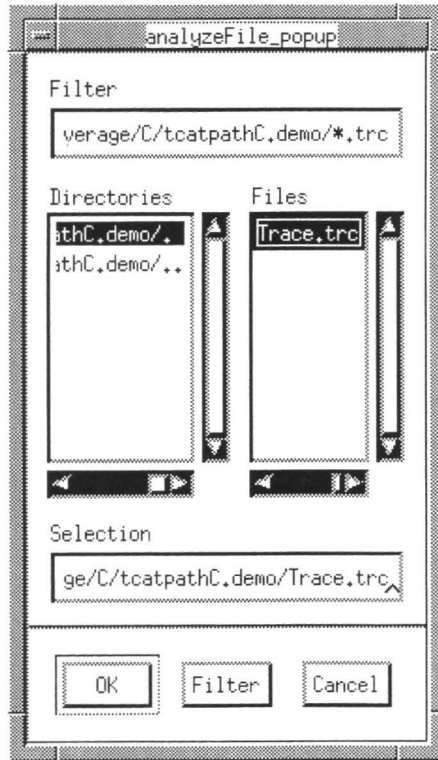 analyzeFile_popup
Filter
verage/C/tcatpathC.demo/*.trc
Directories
Files
athC.demo/.
Trace.trc
athC.demo/..
Selection
ge/C/tcatpathC.demo/Trace.trc
OK
Filter
Cancel